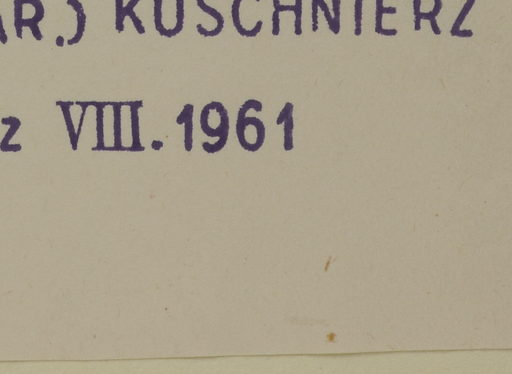 AR.) KUSCHNIERZ
z VIII. 1961